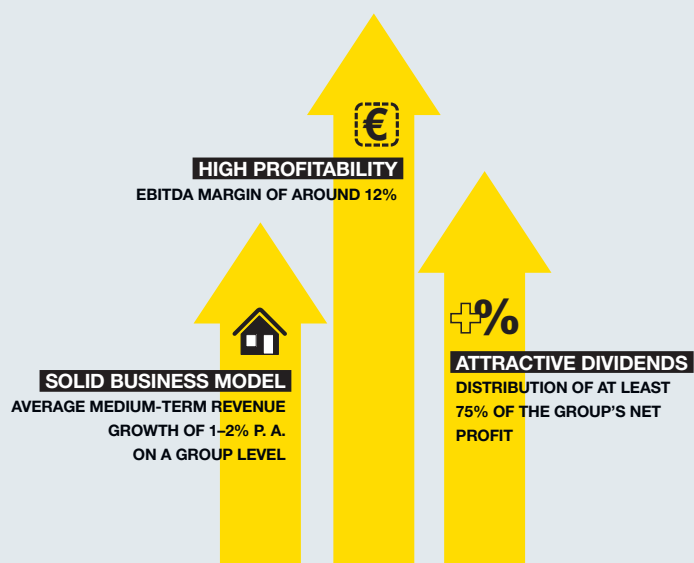 €
HIGH PROFITABILITY
EBITDA MARGIN OF AROUND 12%
SOLID BUSINESS MODEL
AVERAGE MEDIUM-TERM REVENUE
GROWTH OF 1–2% P. A.
ON A GROUP LEVEL
+%
ATTRACTIVE DIVIDENDS
DISTRIBUTION OF AT LEAST
75% OF THE GROUP'S NET
PROFIT